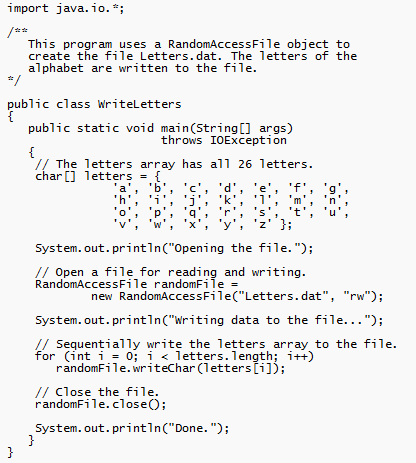 import java.io.*;
/**
This program uses a RandomAccessFile object to
create the file Letters.dat. The letters of the
alphabet are written to the file.
*/
public class WriteLetters
{
public static void main(String[] args)
throws IOException
{
// The letters array has all 26 letters.
char[] letters = {
'a', 'b', 'c', 'd', 'e', 'f', 'g',
'h', 'i', 'j', 'k', 'l', 'm', 'n',
'o', 'p', 'q', 'r', 's', 't', 'u',
'v', 'w', 'x', 'y', 'z' };
System.out.println("Opening the file.");
// Open a file for reading and writing.
RandomAccessFile randomFile =
new RandomAccessFile("Letters.dat", "rw");
System.out.println("Writing data to the file...");
// Sequentially write the letters array to the file.
for (int i = 0; i < letters.length; i++)
randomFile.writeChar(letters[i]);
// Close the file.
randomFile.close();
System.out.println("Done.");
}
}